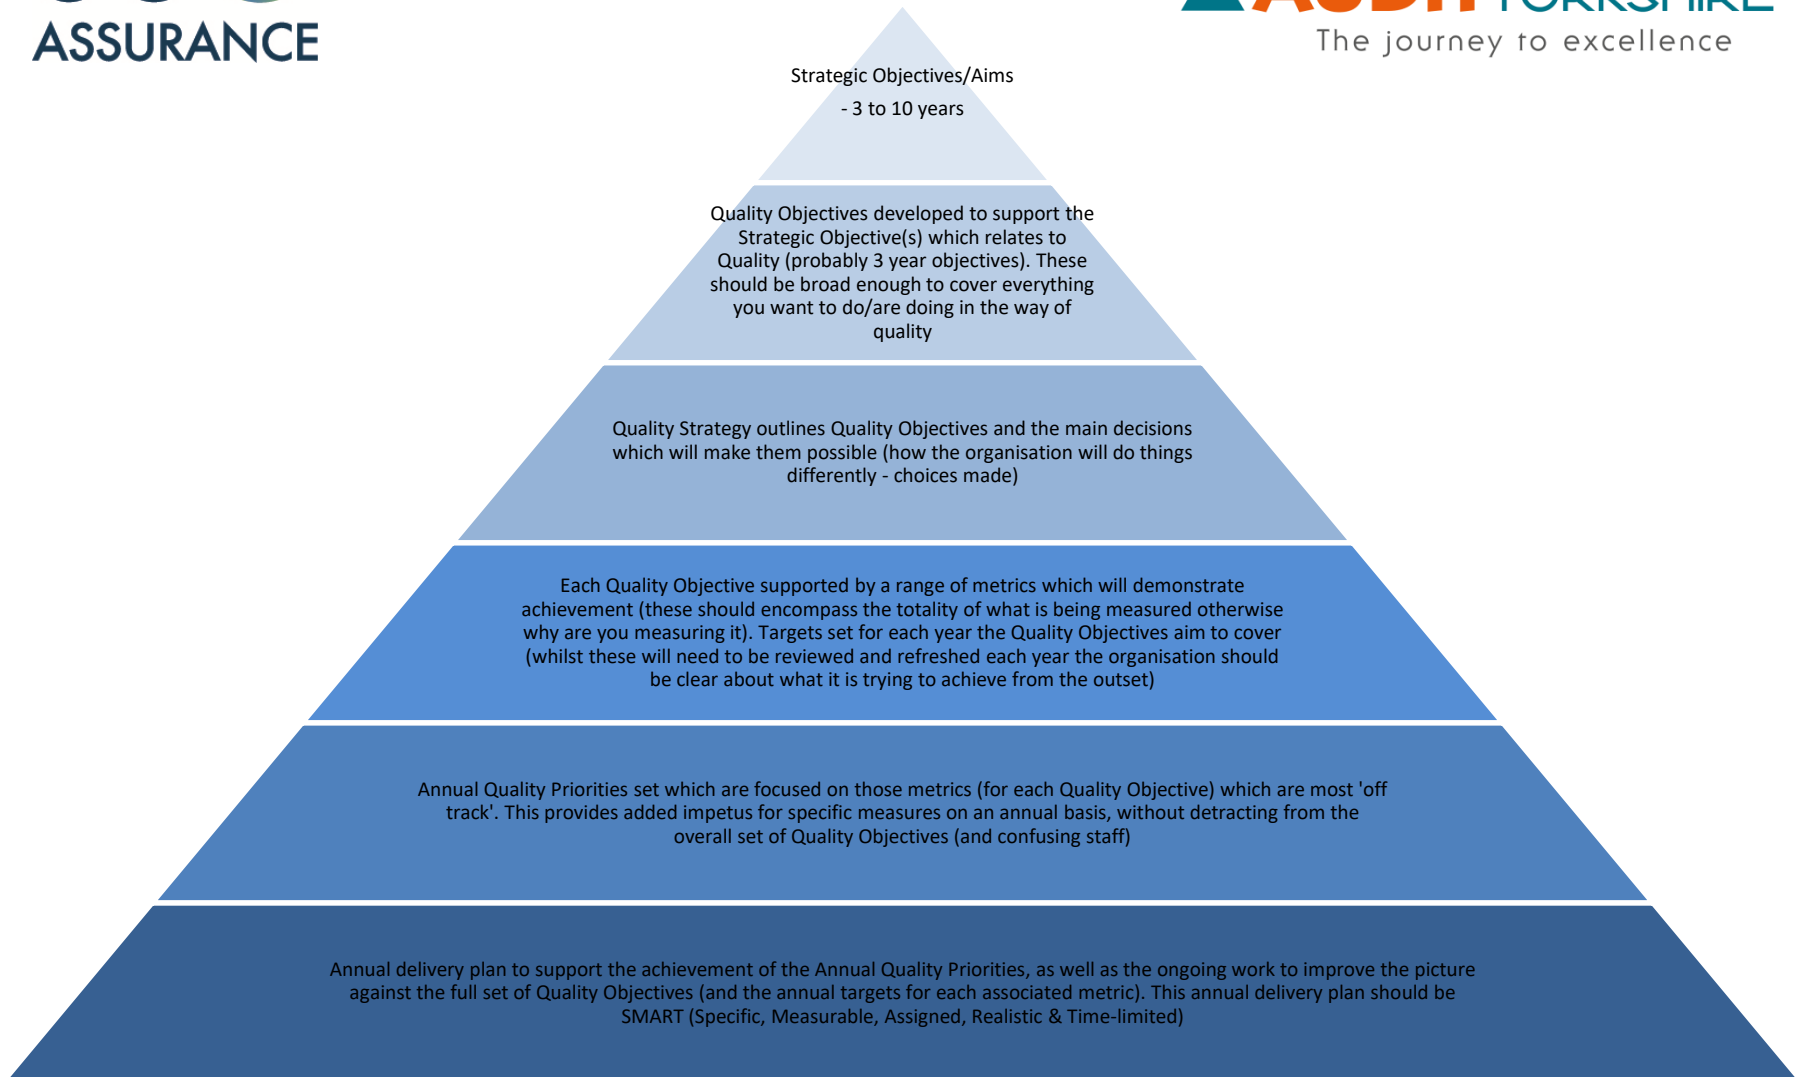 ASSURANCE
AUDIT YORKSHIRE
The journey to excellence
Strategic Objectives/Aims
- 3 to 10 years
Quality Objectives developed to support the
Strategic Objective(s) which relates to
Quality (probably 3 year objectives). These
should be broad enough to cover everything
you want to do/are doing in the way of
quality
Quality Strategy outlines Quality Objectives and the main decisions
which will make them possible (how the organisation will do things
differently - choices made)
Each Quality Objective supported by a range of metrics which will demonstrate
achievement (these should encompass the totality of what is being measured otherwise
why are you measuring it). Targets set for each year the Quality Objectives aim to cover
(whilst these will need to be reviewed and refreshed each year the organisation should
be clear about what it is trying to achieve from the outset)
Annual Quality Priorities set which are focused on those metrics (for each Quality Objective) which are most 'off
track'. This provides added impetus for specific measures on an annual basis, without detracting from the
overall set of Quality Objectives (and confusing staff)
Annual delivery plan to support the achievement of the Annual Quality Priorities, as well as the ongoing work to improve the picture
against the full set of Quality Objectives (and the annual targets for each associated metric). This annual delivery plan should be
SMART (Specific, Measurable, Assigned, Realistic & Time-limited)